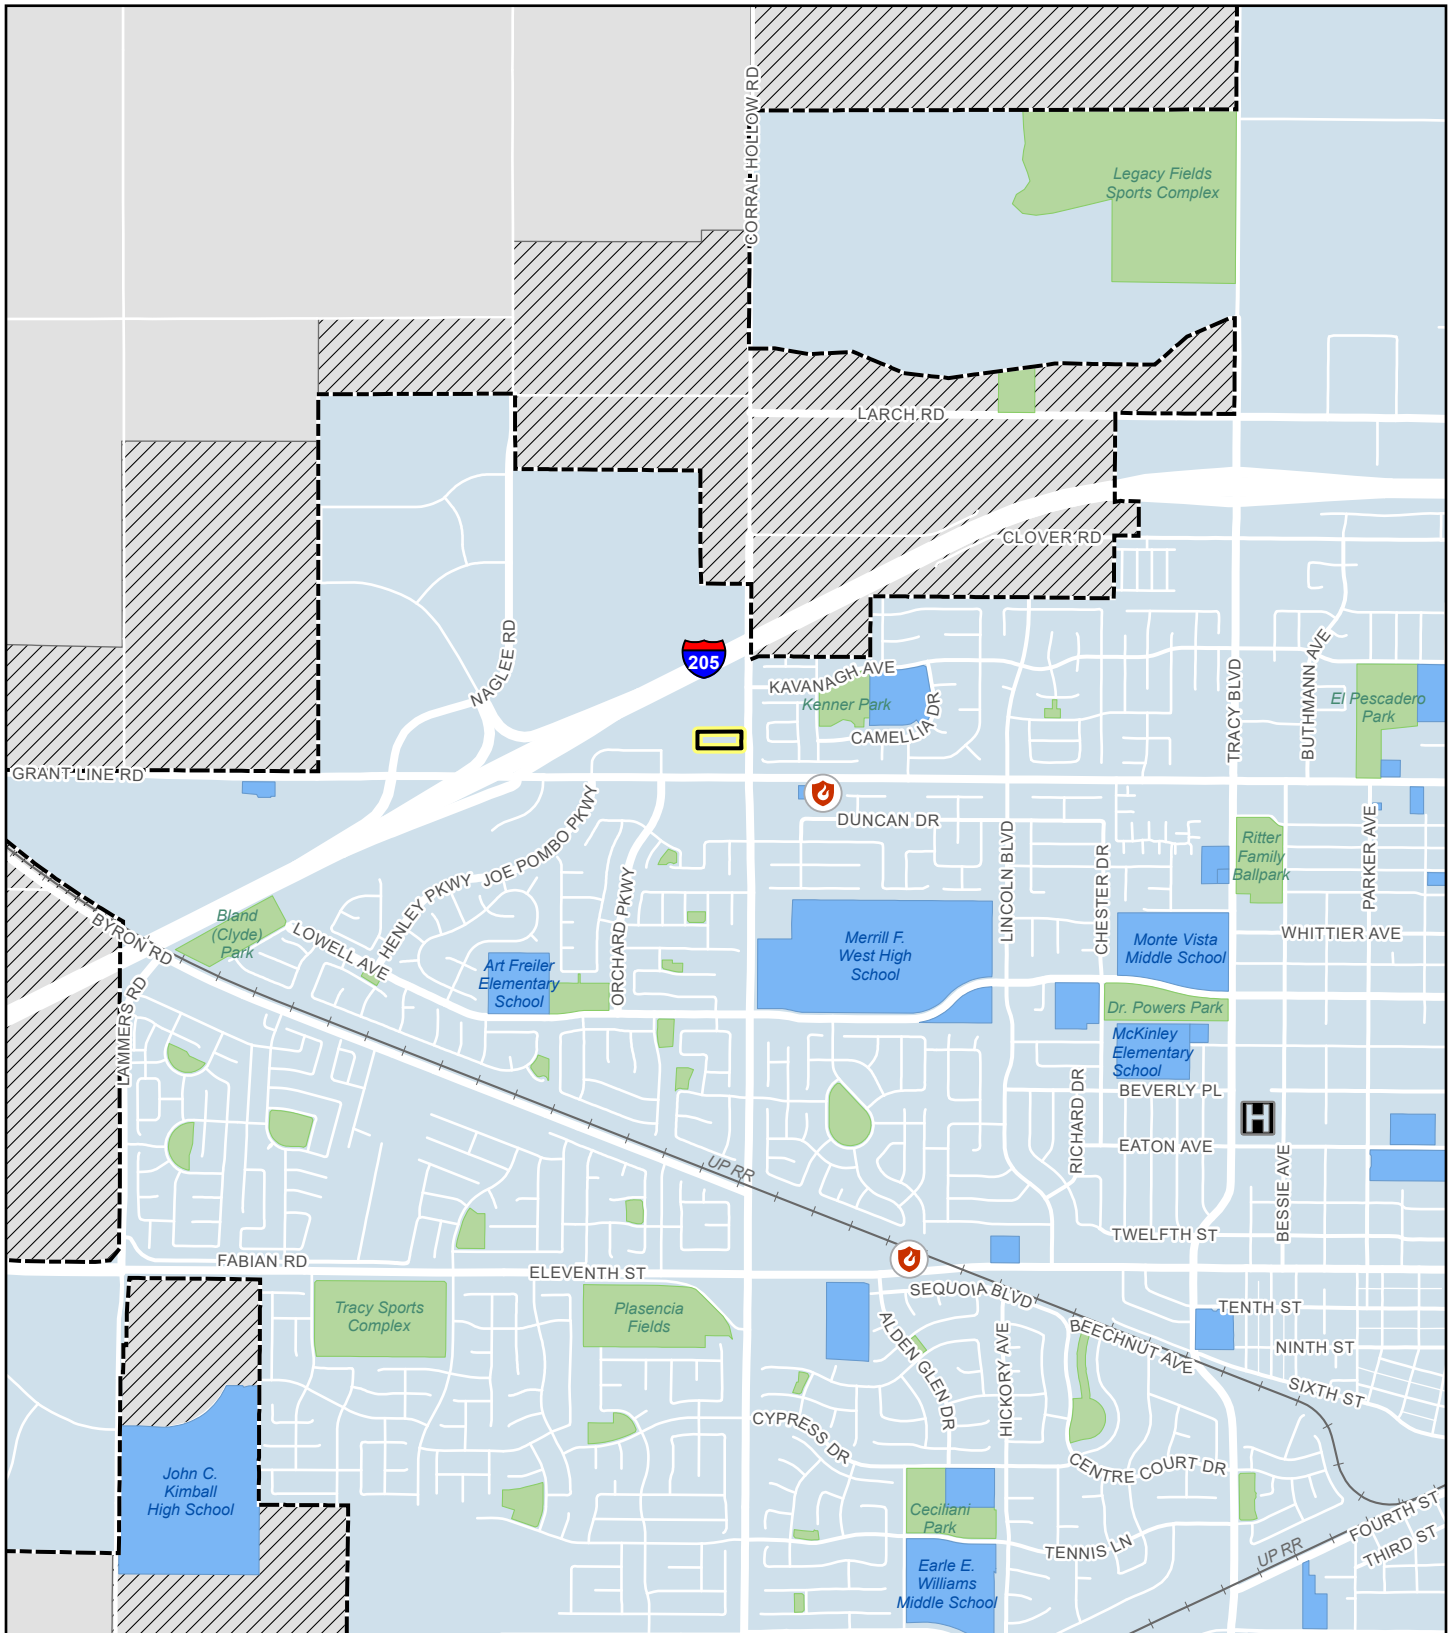 CORRAL HOLLOW RD
Legacy Fields
Sports Complex
LARCH RD
CLOVER RD
NAGLEE RD
205
KAVANAGH AVE
Kenner Park
CAMELLIA DR
TRACY BLVD
BUTHMANN AVE
El Pescadero
Park
GRANT LINE RD
DUNCAN DR
JOE POMBO PKWY
HENLEY PKWY
ORCHARD PKWY
LINCOLN BLVD
CHESTER DR
Ritter
Family
Ballpark
PARKER AVE
BYRON RD
Bland
(Clyde)
Park
LOWELL AVE
Art Freiler
Elementary
School
Merrill F.
West High
School
Monte Vista
Middle School
WHITTIER AVE
LAMMERS RD
Dr. Powers Park
McKinley
Elementary
School
RICHARD DR
BEVERLY PL
H
EATON AVE
BESSIE AVE
UP RR
TWELFTH ST
FABIAN RD
ELEVENTH ST
SEQUOIA BLVD
Tracy Sports
Complex
Plasencia
Fields
ALDEN GLEN DR
HICKORY AVE
BEECHNUT AVE
TENTH ST
NINTH ST
SIXTH ST
CYPRESS DR
CENTRE COURT DR
John C.
Kimball
High School
Ceciliani
Park
TENNIS LN
UP RR
FOURTH ST
THIRD ST
Earle E.
Williams
Middle School